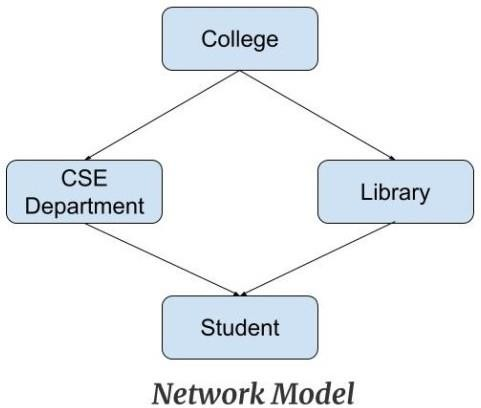 College
CSE
Department
Library
Student
Network Model